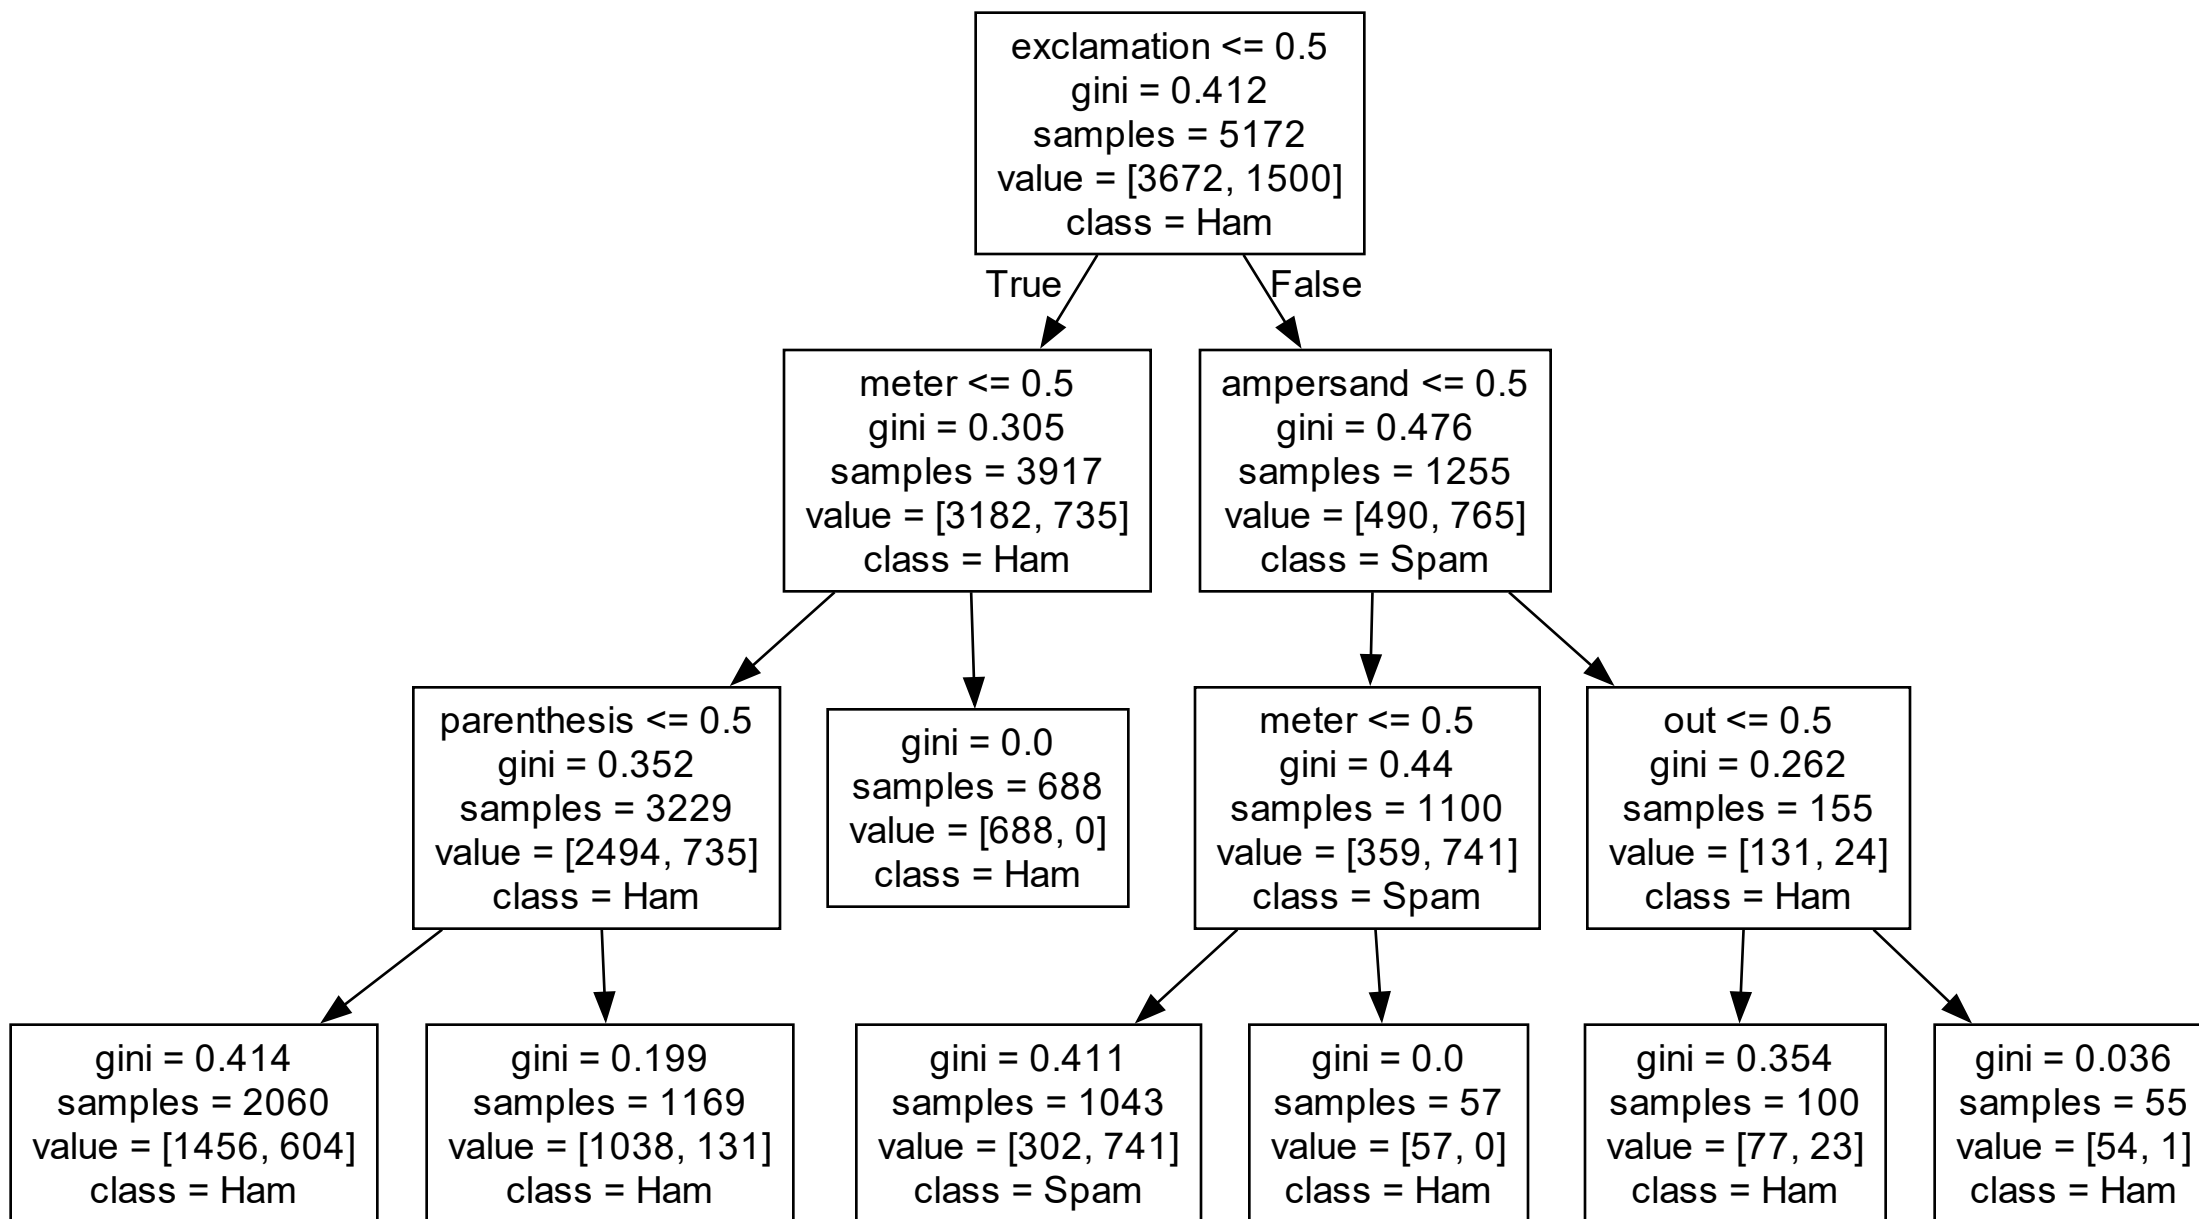 exclamation <= 0.5
gini = 0.412
samples = 5172
value = [3672, 1500]
class = Ham
True
False
meter <= 0.5
gini = 0.305
samples = 3917
value = [3182, 735]
class = Ham
ampersand <= 0.5
gini = 0.476
samples = 1255
value = [490, 765]
class = Spam
parenthesis <= 0.5
gini = 0.352
samples = 3229
value = [2494, 735]
class = Ham
gini = 0.0
samples = 688
value = [688, 0]
class = Ham
meter <= 0.5
gini = 0.44
samples = 1100
value = [359, 741]
class = Spam
out <= 0.5
gini = 0.262
samples = 155
value = [131, 24]
class = Ham
gini = 0.414
samples = 2060
value = [1456, 604]
class = Ham
gini = 0.199
samples = 1169
value = [1038, 131]
class = Ham
gini = 0.411
samples = 1043
value = [302, 741]
class = Spam
gini = 0.0
samples = 57
value = [57, 0]
class = Ham
gini = 0.354
samples = 100
value = [77, 23]
class = Ham
gini = 0.036
samples = 55
value = [54, 1]
class = Ham